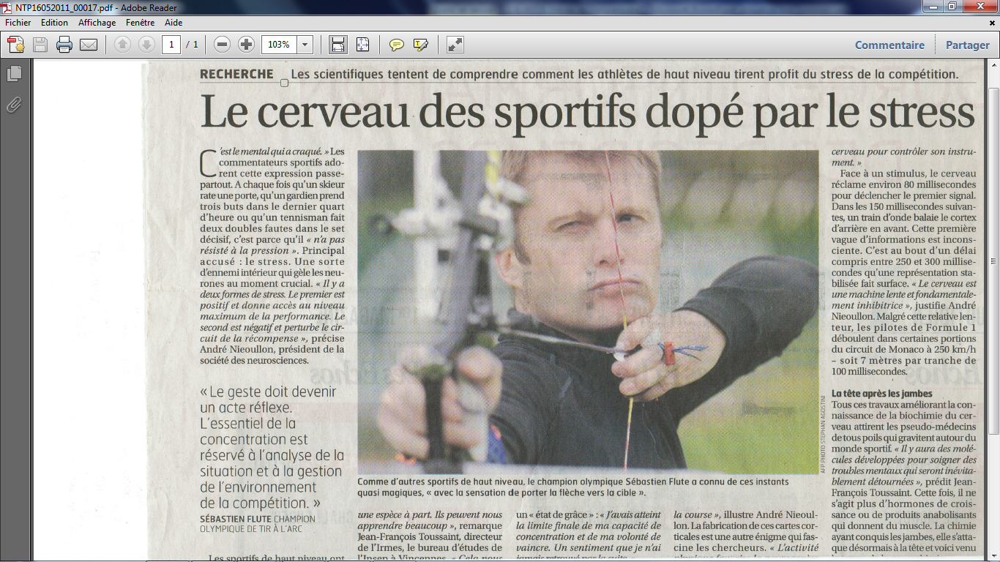 NTP16052011_00017.pdf - Adobe Reader
Fichier Edition Affichage Fenêtre Aide
1 / 1 103% Commentaire Partager
RECHERCHE Les scientifiques tentent de comprendre comment les athlètes de haut niveau tirent profit du stress de la compétition.
Le cerveau des sportifs dopé par le stress
C'est le mental qui a craqué. » Les
commentateurs sportifs ado-
rent cette expression passe-
partout. A chaque fois qu'un skieur
rate une porte, qu'un gardien prend
trois buts dans le dernier quart
d'heure ou qu'un tennisman fait
deux doubles fautes dans le set
décisif, c'est parce qu'il « n'a pas
résisté à la pression ». Principal
accusé : le stress. Une sorte
d'ennemi intérieur qui gèle les neu-
rones au moment crucial. « Il y a
deux formes de stress. Le premier est
positif et donne accès au niveau
maximum de la performance. Le
second est négatif et perturbe le cir-
cuit de la récompense », précise
André Nieoullon, président de la
société des neurosciences.
« Le geste doit devenir
un acte réflexe.
L'essentiel de la
concentration est
réservé à l'analyse de la
situation et à la gestion
de l'environnement
de la compétition. »
SÉBASTIEN FLUTE CHAMPION
OLYMPIQUE DE TIR À L'ARC
Les sportifs de haut niveau ont
AFP PHOTO STEPHAN AGOSTINI
Comme d'autres sportifs de haut niveau, le champion olympique Sébastien Flute a connu de ces instants
quasi magiques, « avec la sensation de porter la flèche vers la cible ».
une espèce à part. Ils peuvent nous
apprendre beaucoup », remarque
Jean-François Toussaint, directeur
de l'Irmes, le bureau d'études de
l'Insep à Vincennes. « Cela nous
un « état de grâce » : « J'avais atteint
la limite finale de ma capacité de
concentration et de ma volonté de
vaincre. Un sentiment que je n'ai
jamais retrouvé par la suite. »
la course », illustre André Nieoul-
lon. La fabrication de ces cartes cor-
ticales est une autre énigme qui fas-
cine les chercheurs. « L'activité
cerveau pour contrôler son instru-
ment. »
Face à un stimulus, le cerveau
réclame environ 80 millisecondes
pour déclencher le premier signal.
Dans les 150 millisecondes suivan-
tes, un train d'onde balaie le cortex
d'arrière en avant. Cette première
vague d'informations est incons-
ciente. C'est au bout d'un délai
compris entre 250 et 300 millise-
condes qu'une représentation sta-
bilisée fait surface. « Le cerveau est
une machine lente et fondamentale-
ment inhibitrice », justifie André
Nieoullon. Malgré cette relative len-
teur, les pilotes de Formule 1
déboulent dans certaines portions
du circuit de Monaco à 250 km/h
– soit 7 mètres par tranche de
100 millisecondes.
La tête après les jambes
Tous ces travaux améliorant la con-
naissance de la biochimie du cer-
veau attirent les pseudo-médecins
de tous poils qui gravitent autour du
monde sportif. « Il y aura des molé-
cules développées pour soigner des
troubles mentaux qui seront inévita-
blement détournées », prédit Jean-
François Toussaint. Cette fois, il ne
s'agit plus d'hormones de crois-
sance ou de produits anabolisants
qui donnent du muscle. La chimie
ayant conquis les jambes, elle s'atta-
que désormais à la tête et voici venu